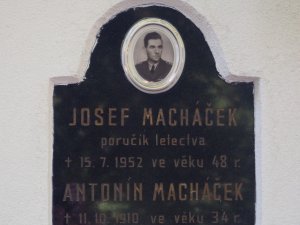 JOSEF MACHÁČEK
poručík letectva
† 15. 7. 1952 ve věku 48 r.
ANTONÍN MACHÁČEK
† 11. 10. 1910 ve věku 34 r.